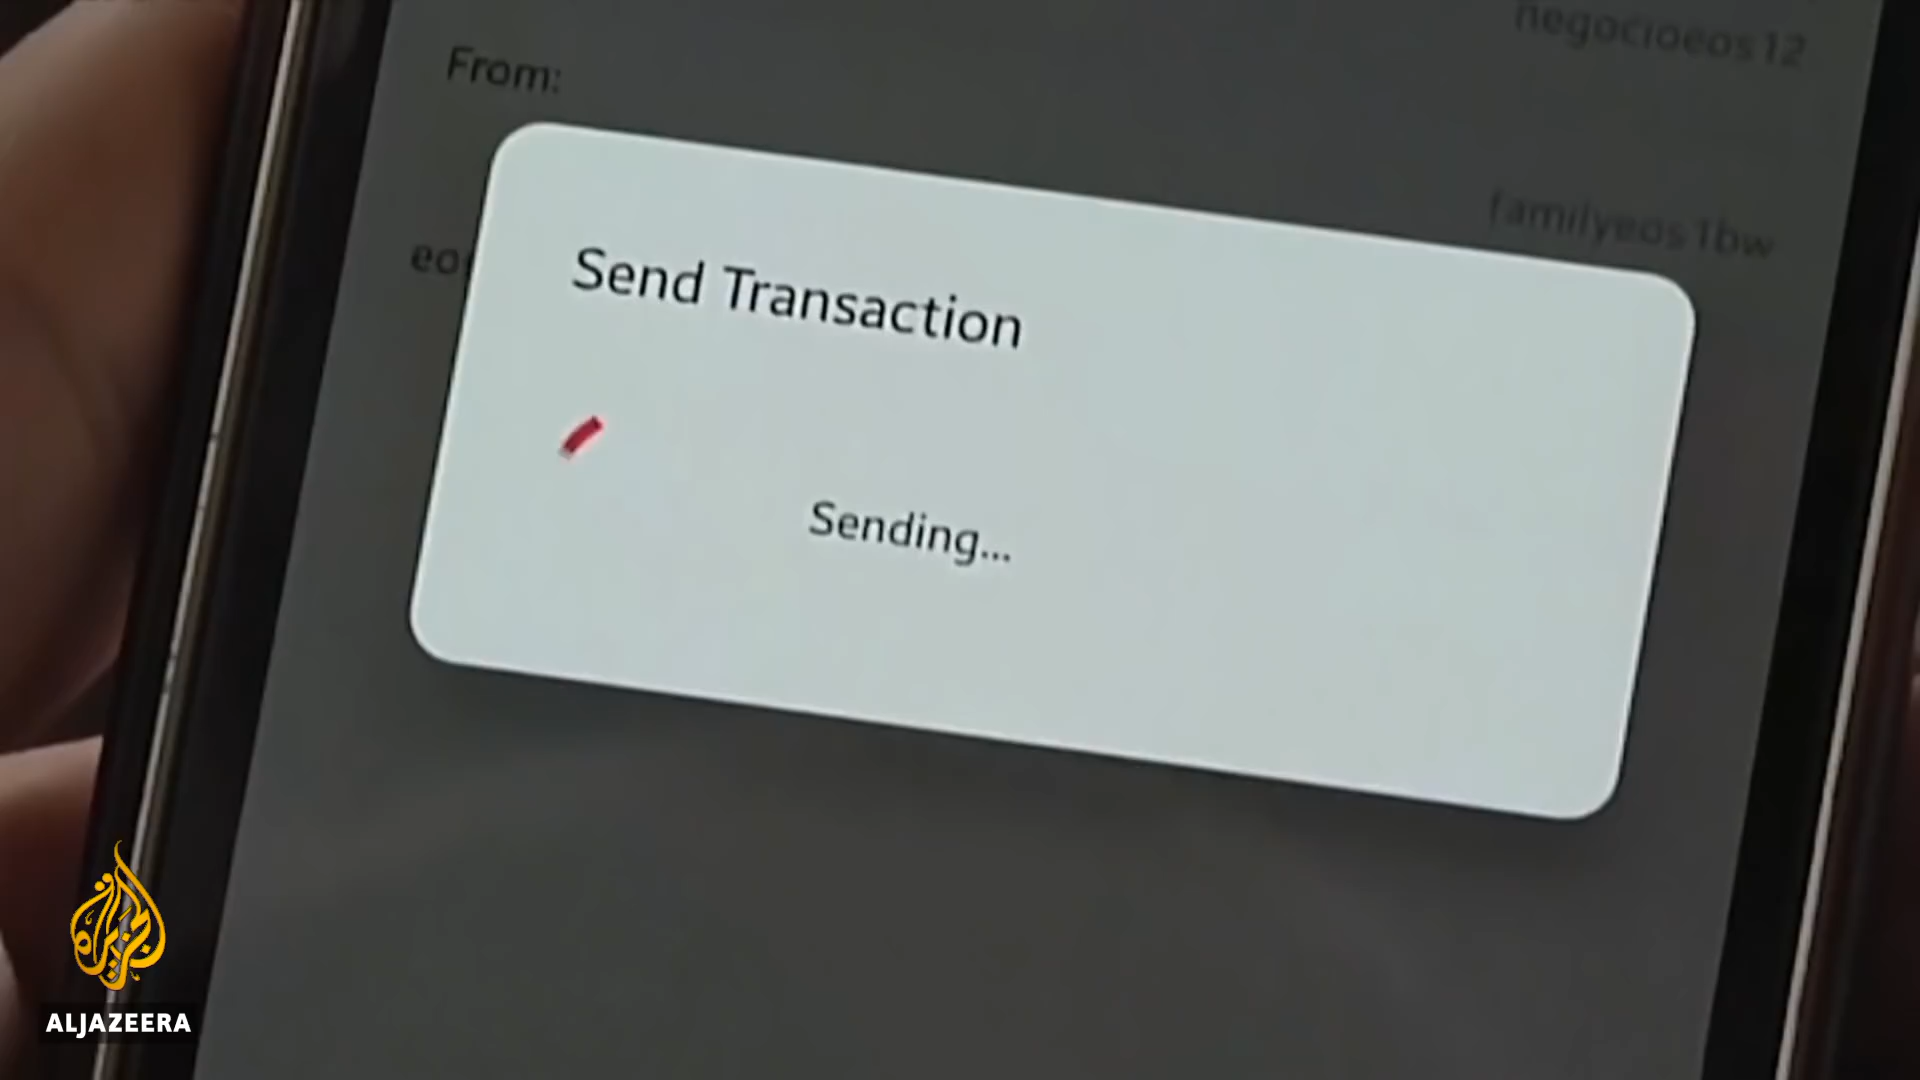 negocioeos12
From:
familyeos1bw
Send Transaction
Sending...
ALJAZEERA